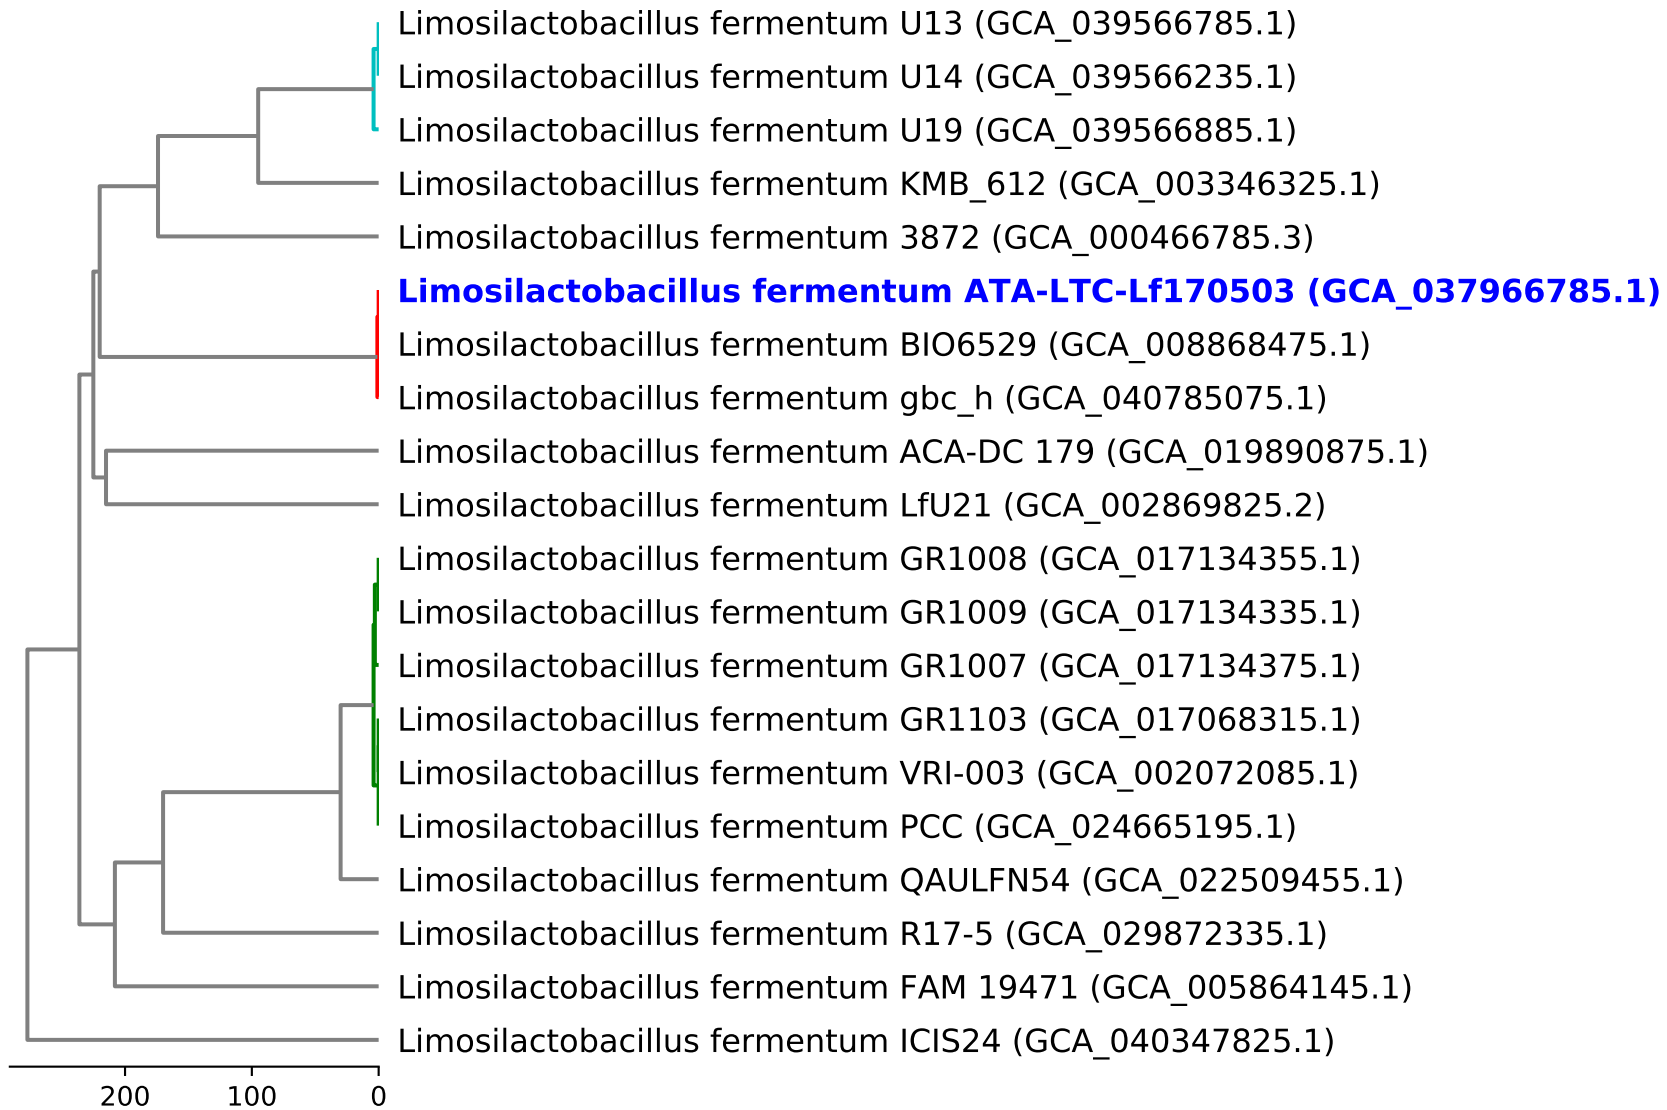 Limosilactobacillus fermentum U13 (GCA_039566785.1)
Limosilactobacillus fermentum U14 (GCA_039566235.1)
Limosilactobacillus fermentum U19 (GCA_039566885.1)
Limosilactobacillus fermentum KMB_612 (GCA_003346325.1)
Limosilactobacillus fermentum 3872 (GCA_000466785.3)
Limosilactobacillus fermentum ATA-LTC-Lf170503 (GCA_037966785.1)
Limosilactobacillus fermentum BIO6529 (GCA_008868475.1)
Limosilactobacillus fermentum gbc_h (GCA_040785075.1)
Limosilactobacillus fermentum ACA-DC 179 (GCA_019890875.1)
Limosilactobacillus fermentum LfU21 (GCA_002869825.2)
Limosilactobacillus fermentum GR1008 (GCA_017134355.1)
Limosilactobacillus fermentum GR1009 (GCA_017134335.1)
Limosilactobacillus fermentum GR1007 (GCA_017134375.1)
Limosilactobacillus fermentum GR1103 (GCA_017068315.1)
Limosilactobacillus fermentum VRI-003 (GCA_002072085.1)
Limosilactobacillus fermentum PCC (GCA_024665195.1)
Limosilactobacillus fermentum QAULFN54 (GCA_022509455.1)
Limosilactobacillus fermentum R17-5 (GCA_029872335.1)
Limosilactobacillus fermentum FAM 19471 (GCA_005864145.1)
Limosilactobacillus fermentum ICIS24 (GCA_040347825.1)
200 100 0